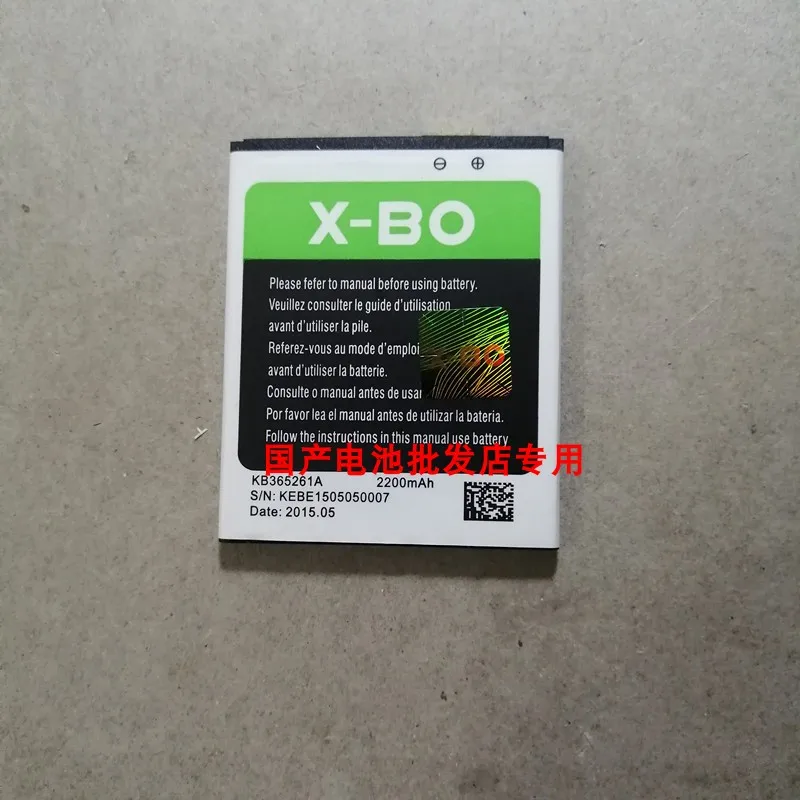 ⊖ ⊕
X-BO
Please fefer to manual before using battery.
Veuillez consulter le guide d'utilisation
avant d'utiliser la pile.
Referez-vous au mode d'emploi
avant d'utiliser la batterie.
Consulte o manual antes de usar
Por favor lea el manual antes de utilizar la bateria.
Follow the instructions in this manual use battery
X-BO
国产电池批发店专用
KB365261A 2200mAh
S/N: KEBE1505050007
Date: 2015.05